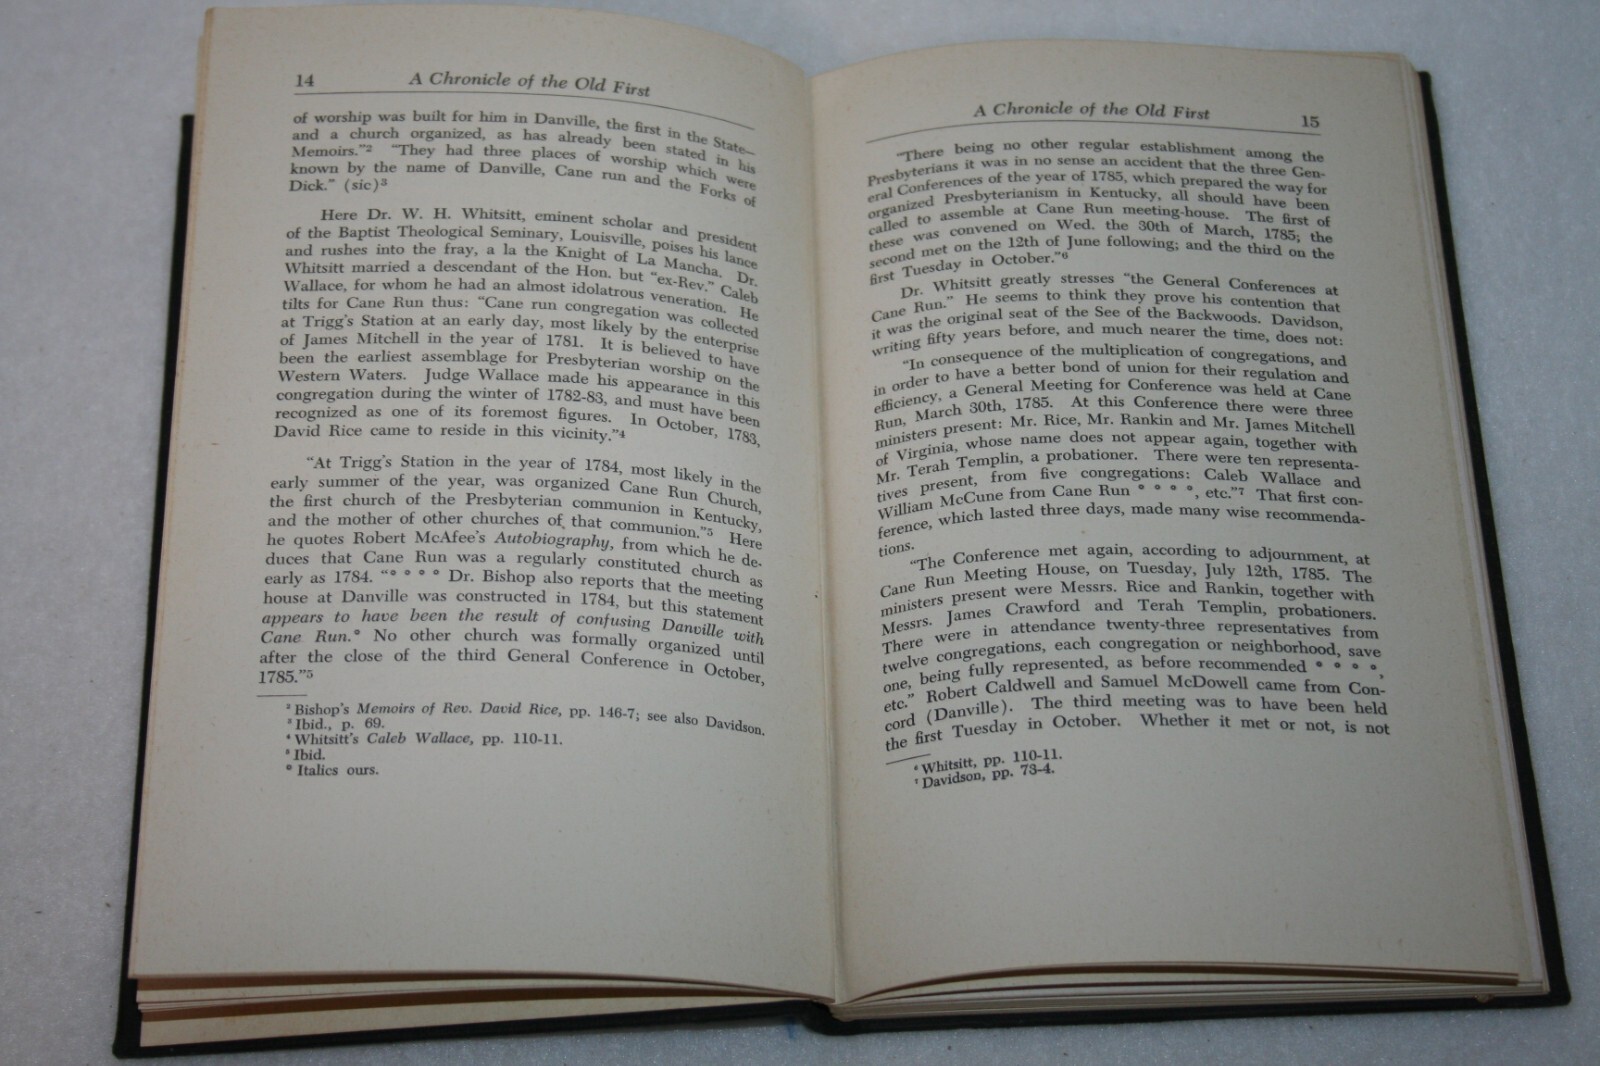 14 A Chronicle of the Old First
of worship was built for him in Danville, the first in the State—
and a church organized, as has already been stated in his
Memoirs."² "They had three places of worship which were
known by the name of Danville, Cane run and the Forks of
Dick." (sic)³
Here Dr. W. H. Whitsitt, eminent scholar and president
of the Baptist Theological Seminary, Louisville, poises his lance
and rushes into the fray, a la the Knight of La Mancha. Dr.
Whitsitt married a descendant of the Hon. but "ex-Rev." Caleb
Wallace, for whom he had an almost idolatrous veneration. He
tilts for Cane Run thus: "Cane run congregation was collected
at Trigg's Station at an early day, most likely by the enterprise
of James Mitchell in the year of 1781. It is believed to have
been the earliest assemblage for Presbyterian worship on the
Western Waters. Judge Wallace made his appearance in this
congregation during the winter of 1782-83, and must have been
recognized as one of its foremost figures. In October, 1783,
David Rice came to reside in this vicinity."⁴
"At Trigg's Station in the year of 1784, most likely in the
early summer of the year, was organized Cane Run Church,
the first church of the Presbyterian communion in Kentucky,
and the mother of other churches of that communion."⁵ Here
he quotes Robert McAfee's Autobiography, from which he de-
duces that Cane Run was a regularly constituted church as
early as 1784. "* * * * Dr. Bishop also reports that the meeting
house at Danville was constructed in 1784, but this statement
appears to have been the result of confusing Danville with
Cane Run.* No other church was formally organized until
after the close of the third General Conference in October,
1785."⁵
² Bishop's Memoirs of Rev. David Rice, pp. 146-7; see also Davidson.
³ Ibid., p. 69.
⁴ Whitsitt's Caleb Wallace, pp. 110-11.
⁵ Ibid.
* Italics ours.
A Chronicle of the Old First 15
"There being no other regular establishment among the
Presbyterians it was in no sense an accident that the three Gen-
eral Conferences of the year of 1785, which prepared the way for
organized Presbyterianism in Kentucky, all should have been
called to assemble at Cane Run meeting-house. The first of
these was convened on Wed. the 30th of March, 1785; the
second met on the 12th of June following; and the third on the
first Tuesday in October."⁶
Dr. Whitsitt greatly stresses "the General Conferences at
Cane Run." He seems to think they prove his contention that
it was the original seat of the See of the Backwoods. Davidson,
writing fifty years before, and much nearer the time, does not:
"In consequence of the multiplication of congregations, and
in order to have a better bond of union for their regulation and
efficiency, a General Meeting for Conference was held at Cane
Run, March 30th, 1785. At this Conference there were three
ministers present: Mr. Rice, Mr. Rankin and Mr. James Mitchell
of Virginia, whose name does not appear again, together with
Mr. Terah Templin, a probationer. There were ten representa-
tives present, from five congregations: Caleb Wallace and
William McCune from Cane Run * * * *, etc."⁷ That first con-
ference, which lasted three days, made many wise recommenda-
tions.
"The Conference met again, according to adjournment, at
Cane Run Meeting House, on Tuesday, July 12th, 1785. The
ministers present were Messrs. Rice and Rankin, together with
Messrs. James Crawford and Terah Templin, probationers.
There were in attendance twenty-three representatives from
twelve congregations, each congregation or neighborhood, save
one, being fully represented, as before recommended * * * *,
etc." Robert Caldwell and Samuel McDowell came from Con-
cord (Danville). The third meeting was to have been held
the first Tuesday in October. Whether it met or not, is not
⁶ Whitsitt, pp. 110-11.
⁷ Davidson, pp. 73-4.